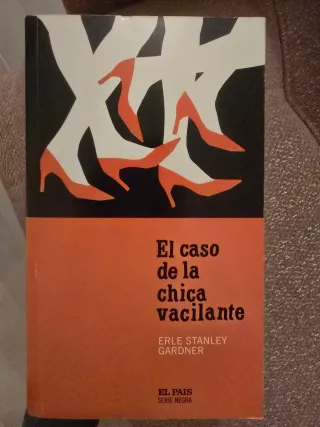 El caso
de la
chica
vacilante
ERLE STANLEY
GARDNER
EL PAIS
SERIE NEGRA